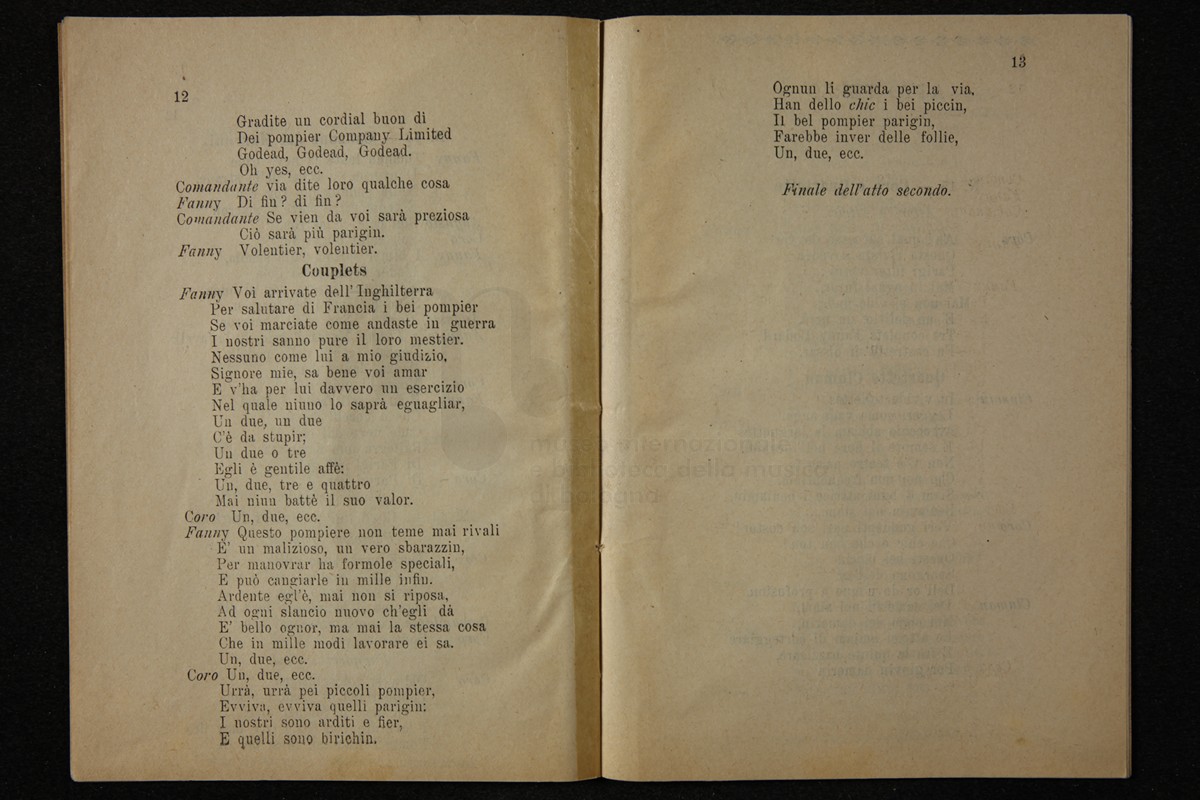 12
Gradite un cordial buon di
Dei pompier Company Limited
Godead, Godead, Godead.
Oh yes, ecc.
Comandante via dite loro qualche cosa
Fanny Di fin? di fin?
Comandante Se vien da voi sarà preziosa
Ciò sarà più parigin.
Fanny Volentier, volentier.
Couplets
Fanny Voi arrivate dell'Inghilterra
Per salutare di Francia i bei pompier
Se voi marciate come andaste in guerra
I nostri sanno pure il loro mestier.
Nessuno come lui a mio giudizio,
Signore mie, sa bene voi amar
E v'ha per lui davvero un esercizio
Nel quale niuno lo saprà eguagliar,
Un due, un due
C'è da stupir;
Un due o tre
Egli è gentile affè:
Un, due, tre e quattro
Mai niun battè il suo valor.
Coro Un, due, ecc.
Fanny Questo pompiere non teme mai rivali
E' un malizioso, un vero sbarazzin,
Per manovrar ha formole speciali,
E può cangiarle in mille infin.
Ardente egl'è, mai non si riposa,
Ad ogni slancio nuovo ch'egli dà
E' bello ognor, ma mai la stessa cosa
Che in mille modi lavorare ei sa.
Un, due, ecc.
Coro Un, due, ecc.
Urrà, urrà pei piccoli pompier,
Evviva, evviva quelli parigin:
I nostri sono arditi e fier,
E quelli sono birichin.
13
Ognun li guarda per la via,
Han dello chic i bei piccin,
Il bel pompier parigin,
Farebbe inver delle follie,
Un, due, ecc.
Finale dell'atto secondo.
museo internazionale
e biblioteca della musica
di bologna